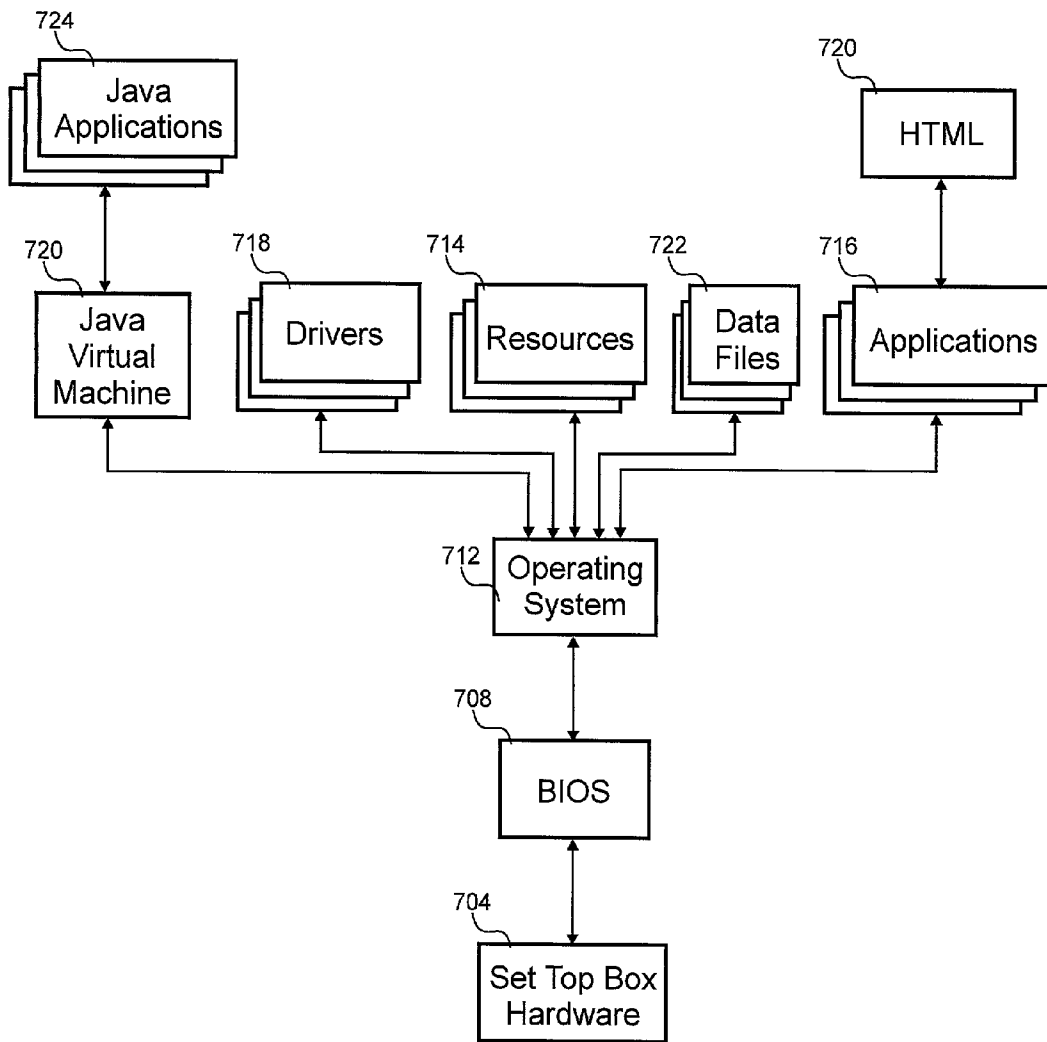 724
Java
Applications
720
HTML
720
Java
Virtual
Machine
718
Drivers
714
Resources
722
Data
Files
716
Applications
712
Operating
System
708
BIOS
704
Set Top Box
Hardware